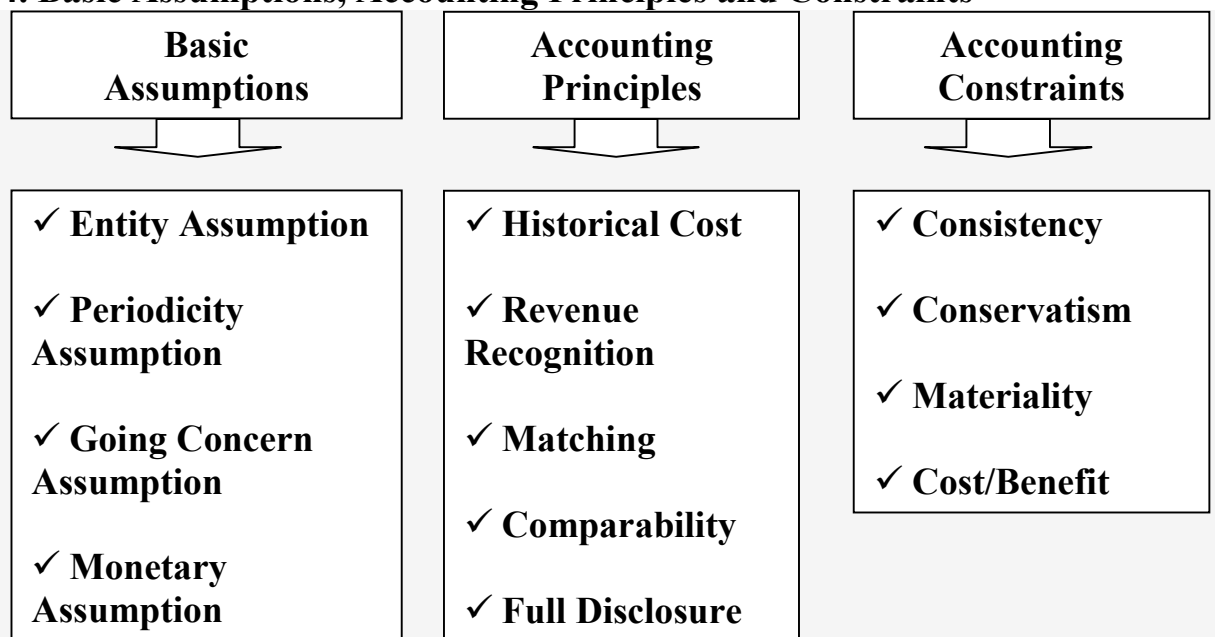 4. Basic Assumptions, Accounting Principles and Constraints
Basic
Assumptions
Accounting
Principles
Accounting
Constraints
✓ Entity Assumption
✓ Periodicity
Assumption
✓ Going Concern
Assumption
✓ Monetary
Assumption
✓ Historical Cost
✓ Revenue
Recognition
✓ Matching
✓ Comparability
✓ Full Disclosure
✓ Consistency
✓ Conservatism
✓ Materiality
✓ Cost/Benefit